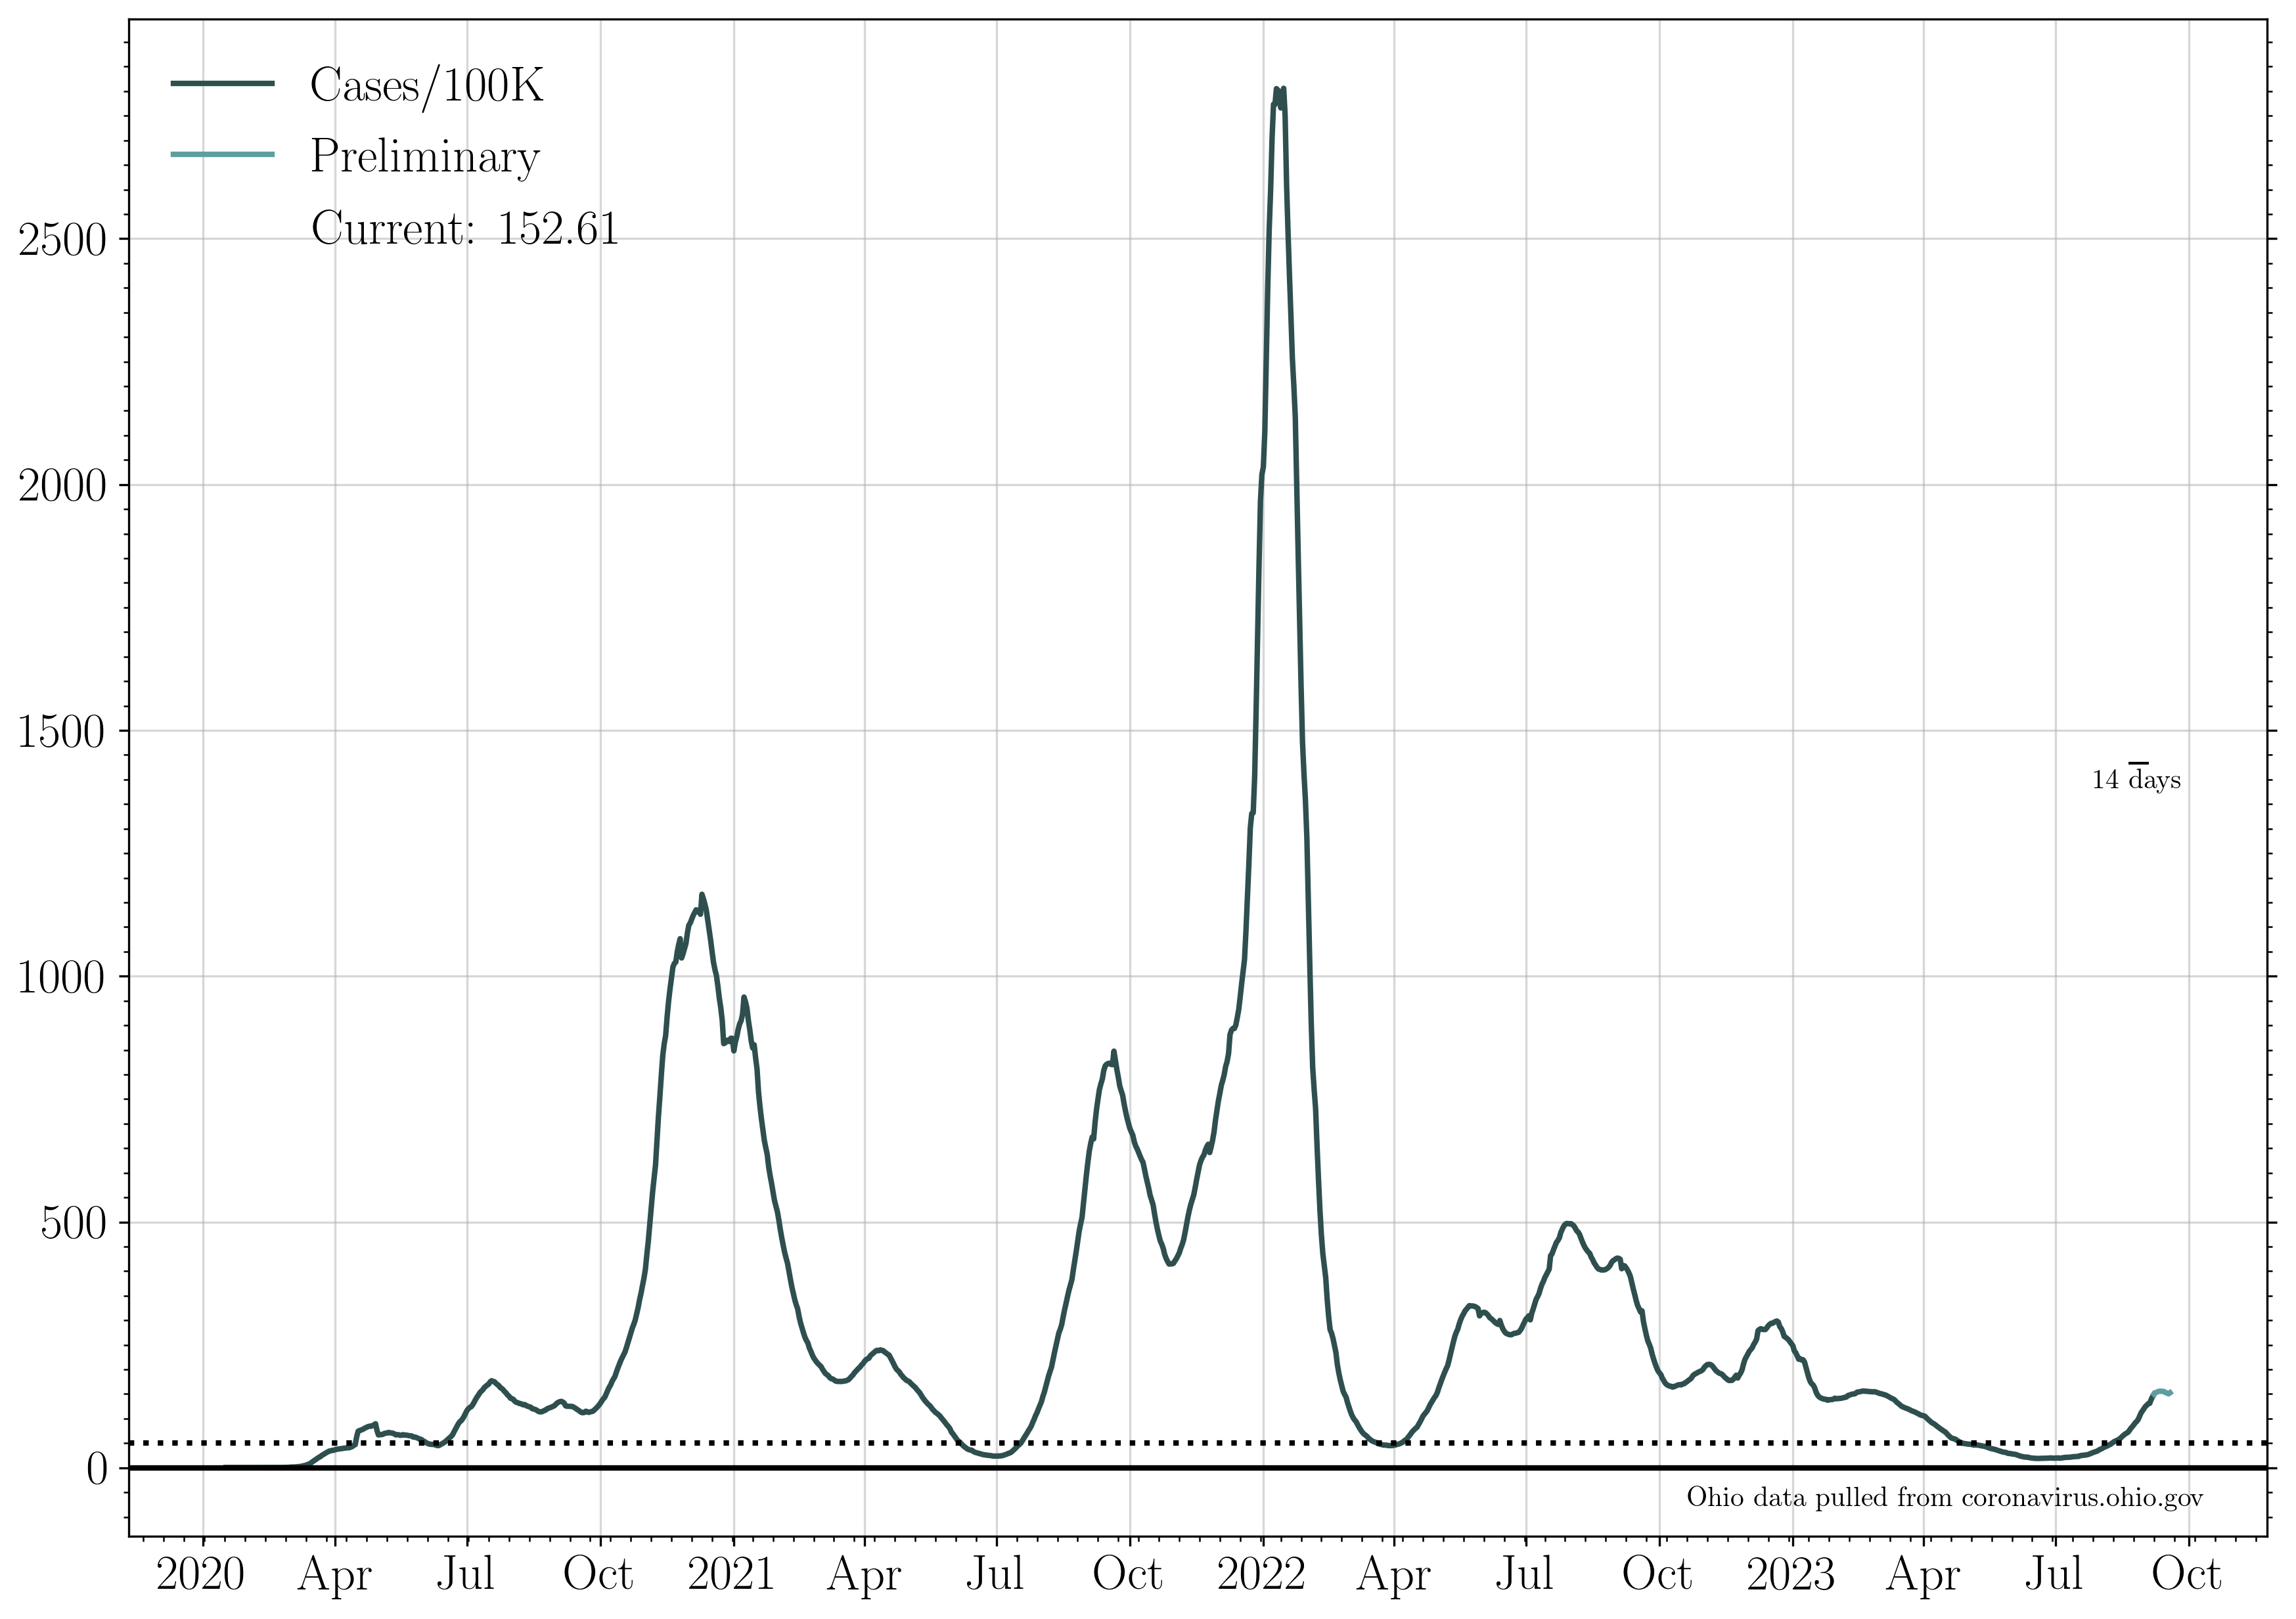 Cases/100K
Preliminary
Current: 152.61
2500
2000
1500
14 days
1000
500
0
Ohio data pulled from coronavirus.ohio.gov
2020 Apr Jul Oct 2021 Apr Jul Oct 2022 Apr Jul Oct 2023 Apr Jul Oct